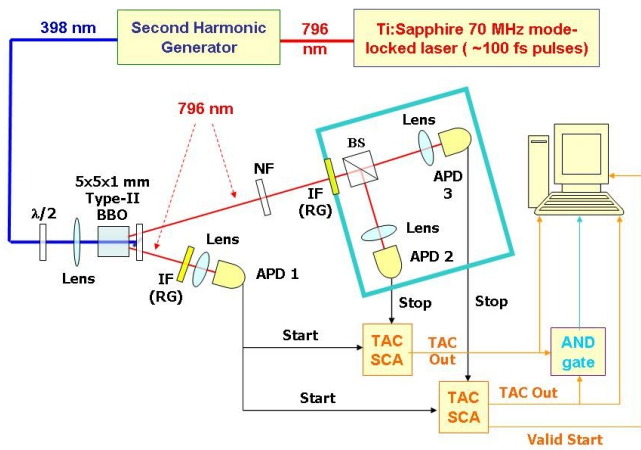 398 nm
Second Harmonic
Generator
796
nm
Ti:Sapphire 70 MHz mode-
locked laser ( ~100 fs pulses)
796 nm
5x5x1 mm
Type-II
BBO
λ/2
Lens
NF
IF
(RG)
BS
Lens
APD
3
Lens
APD 2
Lens
IF
(RG)
APD 1
Stop
Stop
Start
TAC
SCA
TAC
Out
AND
gate
Start
TAC
SCA
TAC Out
Valid Start